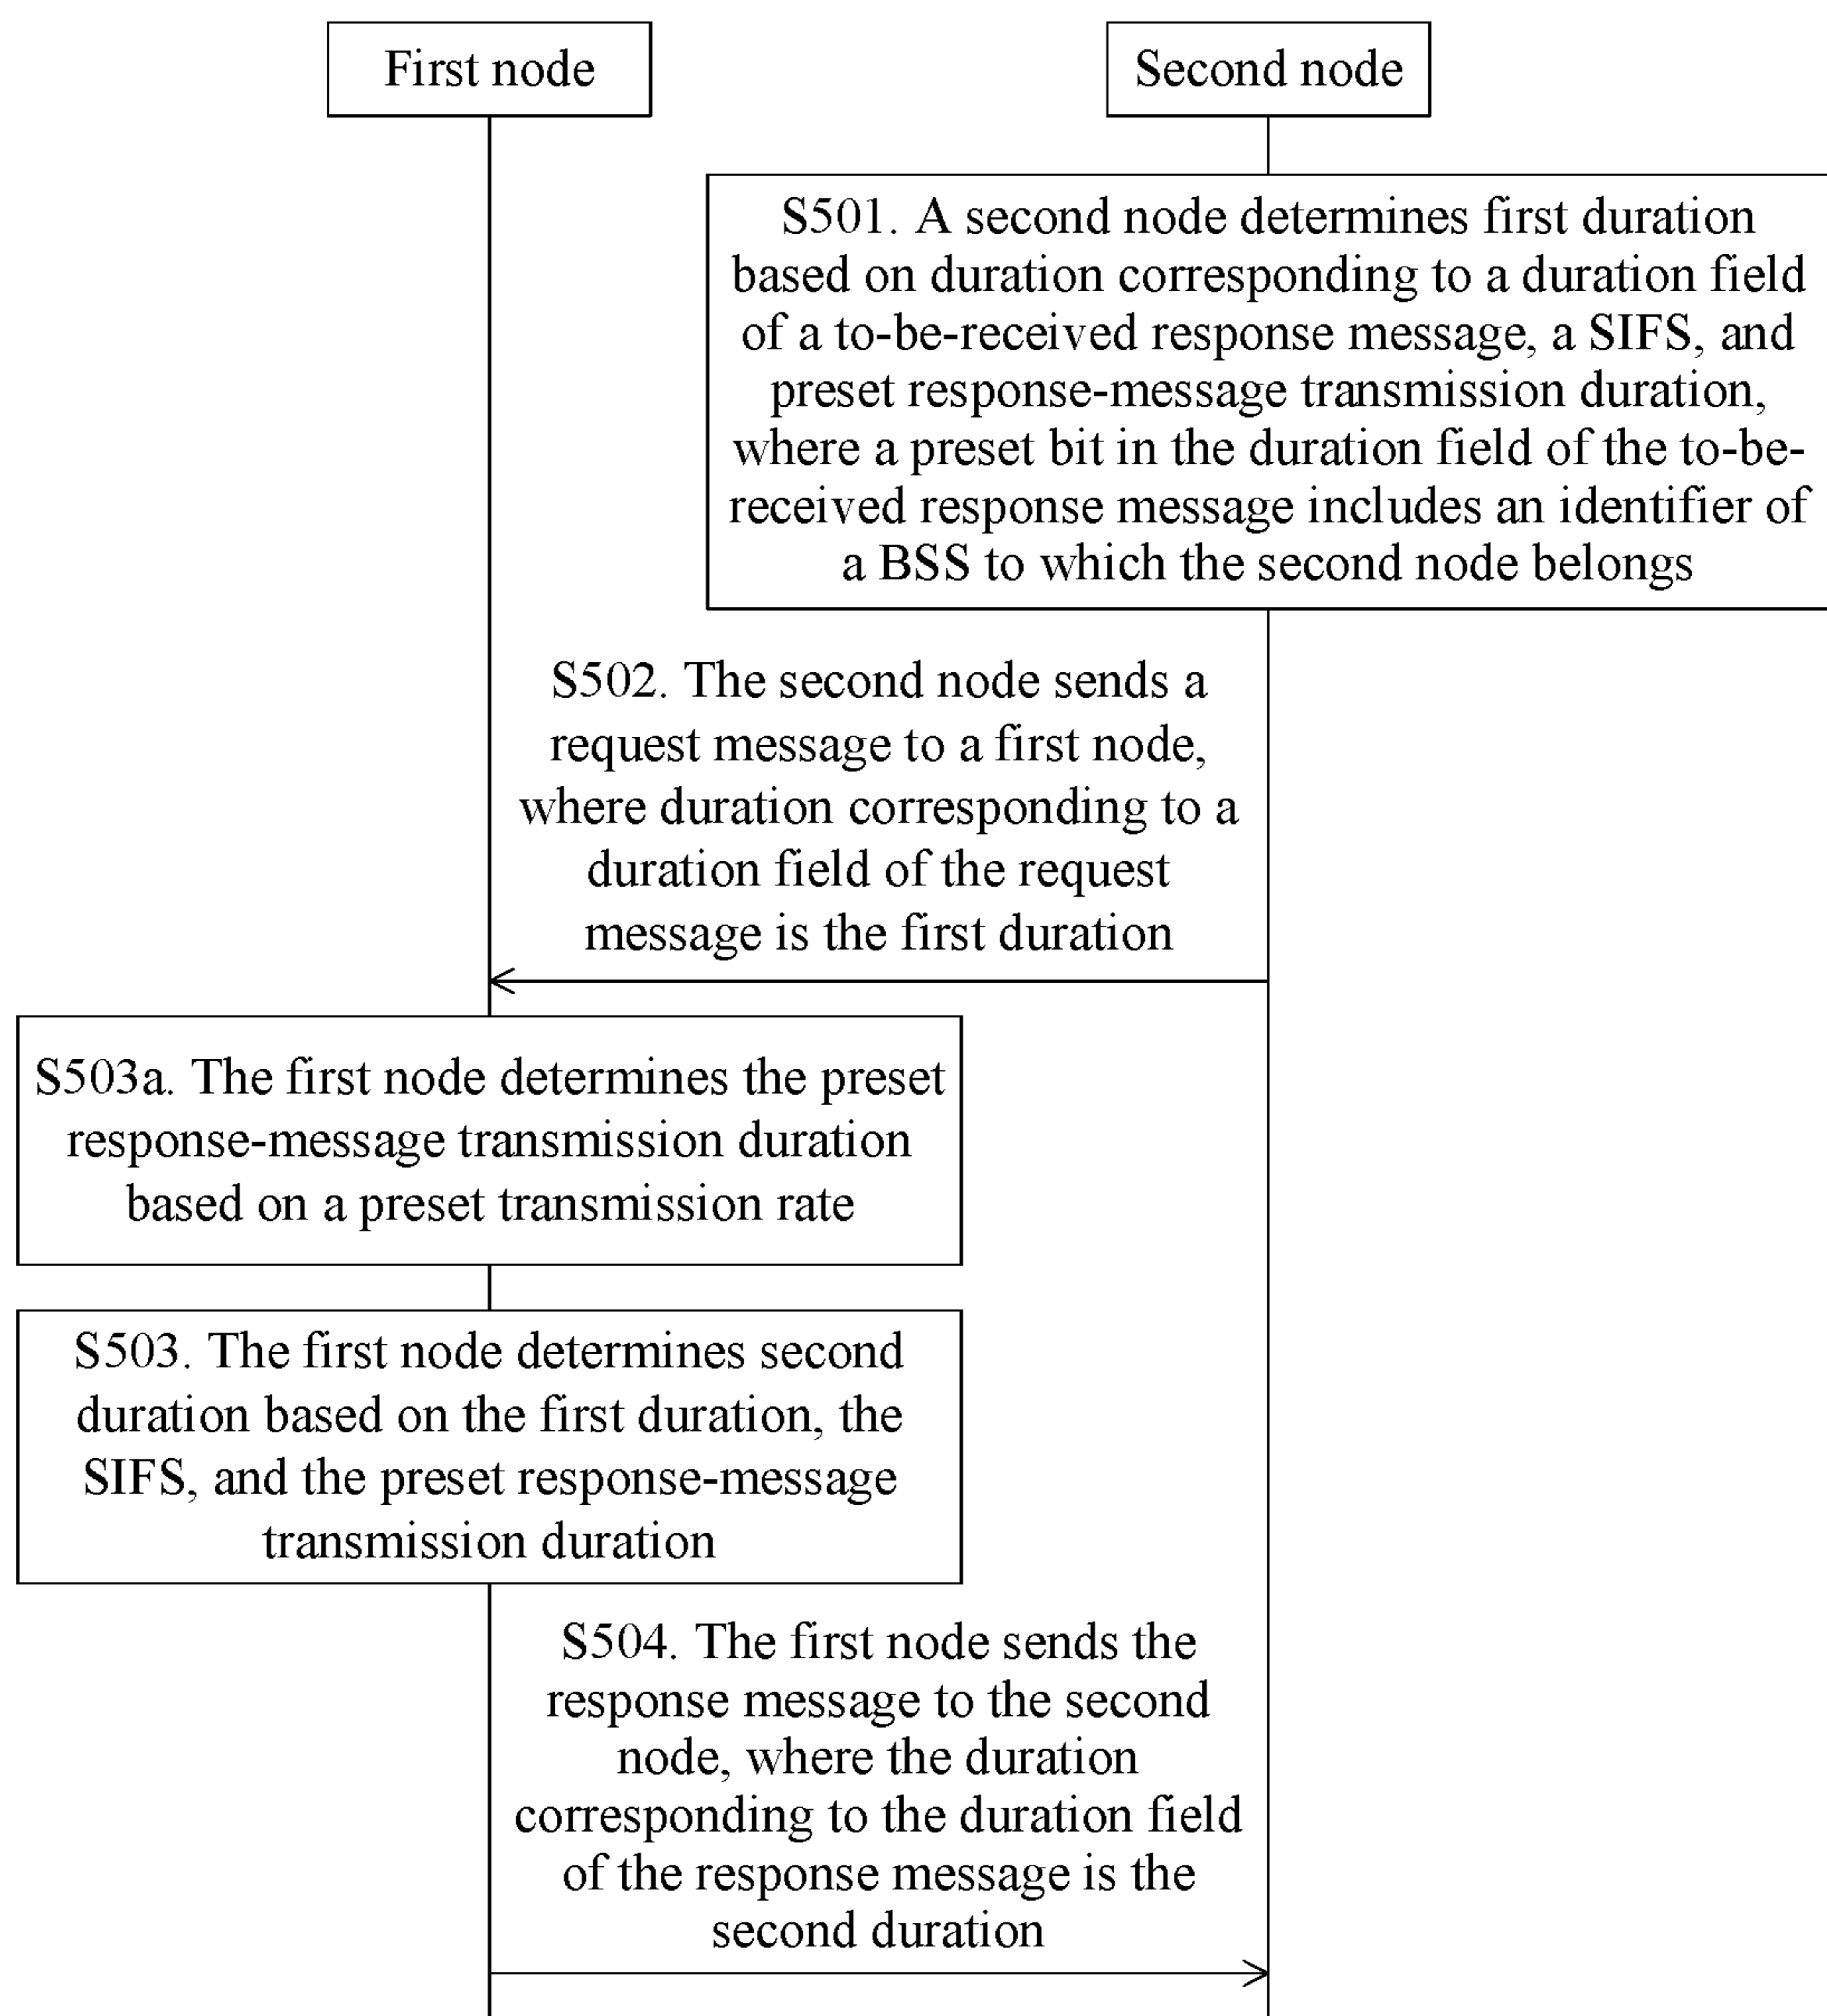 First node
Second node
S501. A second node determines first duration
based on duration corresponding to a duration field
of a to-be-received response message, a SIFS, and
preset response-message transmission duration,
where a preset bit in the duration field of the to-be-
received response message includes an identifier of
a BSS to which the second node belongs
S502. The second node sends a
request message to a first node,
where duration corresponding to a
duration field of the request
message is the first duration
S503a. The first node determines the preset
response-message transmission duration
based on a preset transmission rate
S503. The first node determines second
duration based on the first duration, the
SIFS, and the preset response-message
transmission duration
S504. The first node sends the
response message to the second
node, where the duration
corresponding to the duration field
of the response message is the
second duration